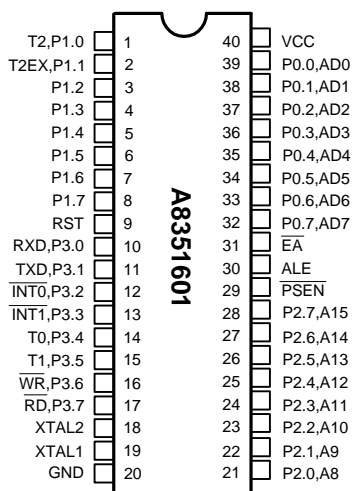 T2,P1.0 1 40 VCC
T2EX,P1.1 2 39 P0.0,AD0
P1.2 3 38 P0.1,AD1
P1.3 4 37 P0.2,AD2
P1.4 5 36 P0.3,AD3
P1.5 6 35 P0.4,AD4
P1.6 7 34 P0.5,AD5
P1.7 8 33 P0.6,AD6
RST 9 32 P0.7,AD7
RXD,P3.0 10 31 E̅A̅
TXD,P3.1 11 30 ALE
I̅N̅T̅0̅,P3.2 12 29 P̅S̅E̅N̅
I̅N̅T̅1̅,P3.3 13 28 P2.7,A15
T0,P3.4 14 27 P2.6,A14
T1,P3.5 15 26 P2.5,A13
W̅R̅,P3.6 16 25 P2.4,A12
R̅D̅,P3.7 17 24 P2.3,A11
XTAL2 18 23 P2.2,A10
XTAL1 19 22 P2.1,A9
GND 20 21 P2.0,A8
A8351601